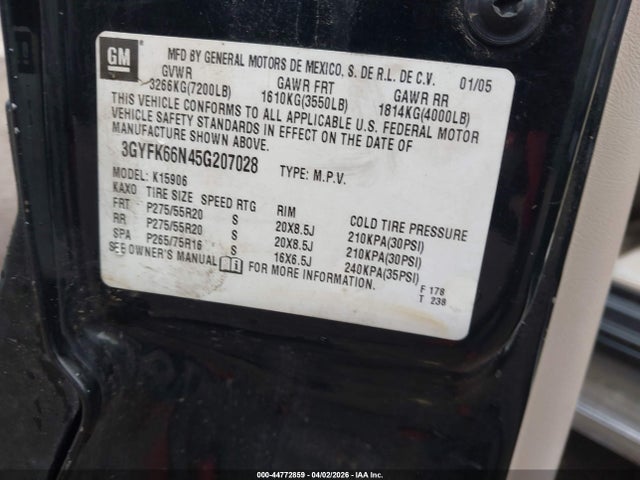 GM
MFD BY GENERAL MOTORS DE MEXICO, S. DE R.L. DE C.V. 01/05
GVWR GAWR FRT GAWR RR
3266KG(7200LB) 1610KG(3550LB) 1814KG(4000LB)
THIS VEHICLE CONFORMS TO ALL APPLICABLE U.S. FEDERAL MOTOR
VEHICLE SAFETY STANDARDS IN EFFECT ON THE DATE OF
MANUFACTURE SHOWN ABOVE.
3GYFK66N45G207028 TYPE: M.P.V.
MODEL: K15906
KAXO TIRE SIZE SPEED RTG RIM COLD TIRE PRESSURE
FRT P275/55R20 S 20X8.5J 210KPA(30PSI)
RR P275/55R20 S 20X8.5J 210KPA(30PSI)
SPA P265/75R16 S 16X6.5J 240KPA(35PSI)
SEE OWNER'S MANUAL FOR MORE INFORMATION.
F 178
T 238
000-44772859 - 04/02/2026 - IAA Inc.